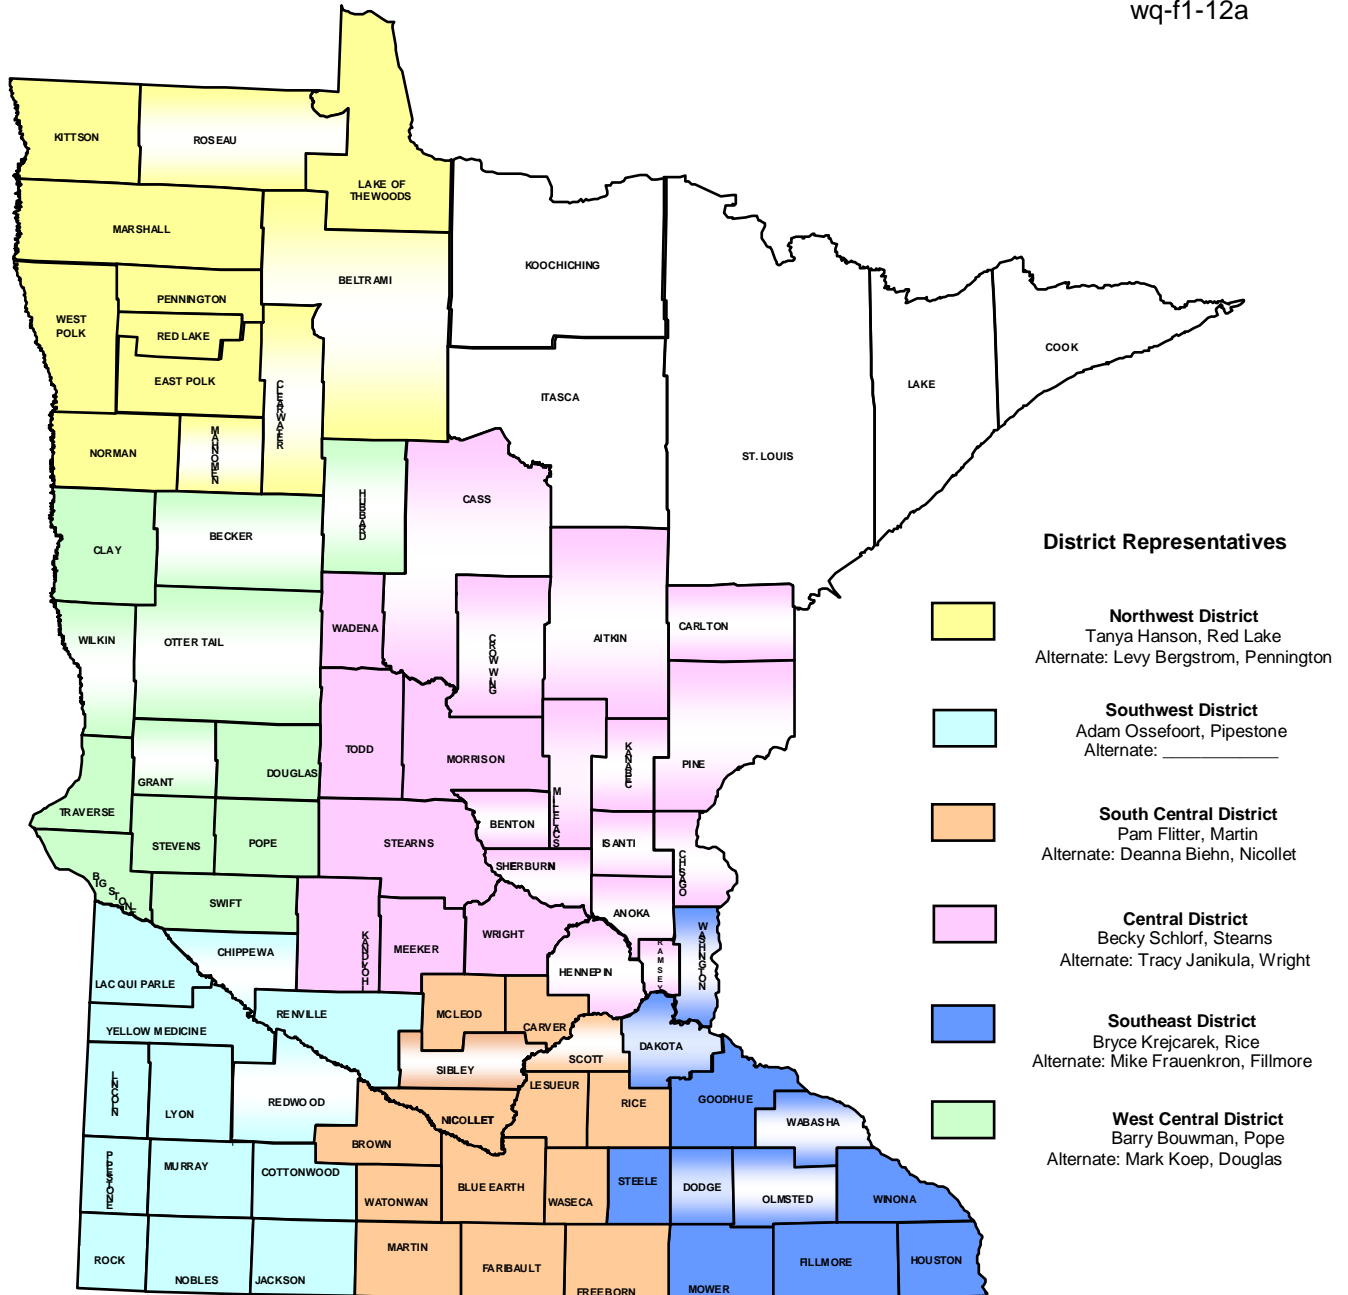 wq-f1-12a
KITTSON
ROSEAU
LAKE OF
THE WOODS
MARSHALL
KOOCHICHING
BELTRAMI
PENNINGTON
WEST
POLK
RED LAKE
EAST POLK
CLEARWATER
ITASCA
ST. LOUIS
LAKE
COOK
NORMAN
MAHNOMEN
HUBBARD
CASS
CLAY
BECKER
WILKIN
OTTER TAIL
WADENA
CROW WING
AITKIN
CARLTON
TODD
MORRISON
KANABEC
PINE
GRANT
DOUGLAS
TRAVERSE
STEVENS
POPE
STEARNS
BENTON
MILLE LACS
ISANTI
CHISAGO
SHERBURN
BIG STONE
SWIFT
ANOKA
KANDIYOHI
MEEKER
WRIGHT
HENNEPIN
RAMSEY
WASHINGTON
CHIPPEWA
LAC QUI PARLE
YELLOW MEDICINE
RENVILLE
MCLEOD
CARVER
SCOTT
DAKOTA
SIBLEY
LINCOLN
LYON
REDWOOD
NICOLLET
LESUEUR
RICE
GOODHUE
WABASHA
BROWN
PIPESTONE
MURRAY
COTTONWOOD
WATONWAN
BLUE EARTH
WASECA
STEELE
DODGE
OLMSTED
WINONA
ROCK
NOBLES
JACKSON
MARTIN
FARIBAULT
FREEBORN
MOWER
FILLMORE
HOUSTON
District Representatives
Northwest District
Tanya Hanson, Red Lake
Alternate: Levy Bergstrom, Pennington
Southwest District
Adam Ossefoort, Pipestone
Alternate: ____________
South Central District
Pam Flitter, Martin
Alternate: Deanna Biehn, Nicollet
Central District
Becky Schlorf, Stearns
Alternate: Tracy Janikula, Wright
Southeast District
Bryce Krejcarek, Rice
Alternate: Mike Frauenkron, Fillmore
West Central District
Barry Bouwman, Pope
Alternate: Mark Koep, Douglas